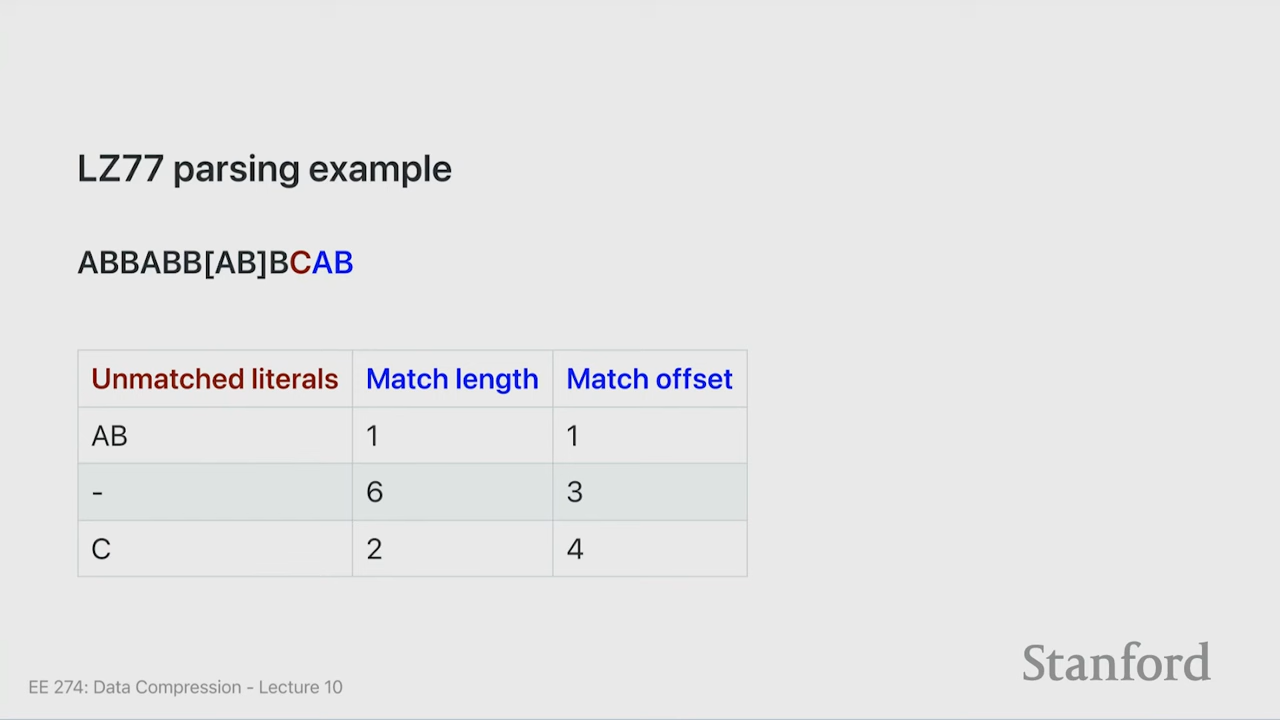 LZ77 parsing example
ABBABB[AB]BCAB
Unmatched literals Match length Match offset
AB 1 1
- 6 3
C 2 4
Stanford
EE 274: Data Compression - Lecture 10